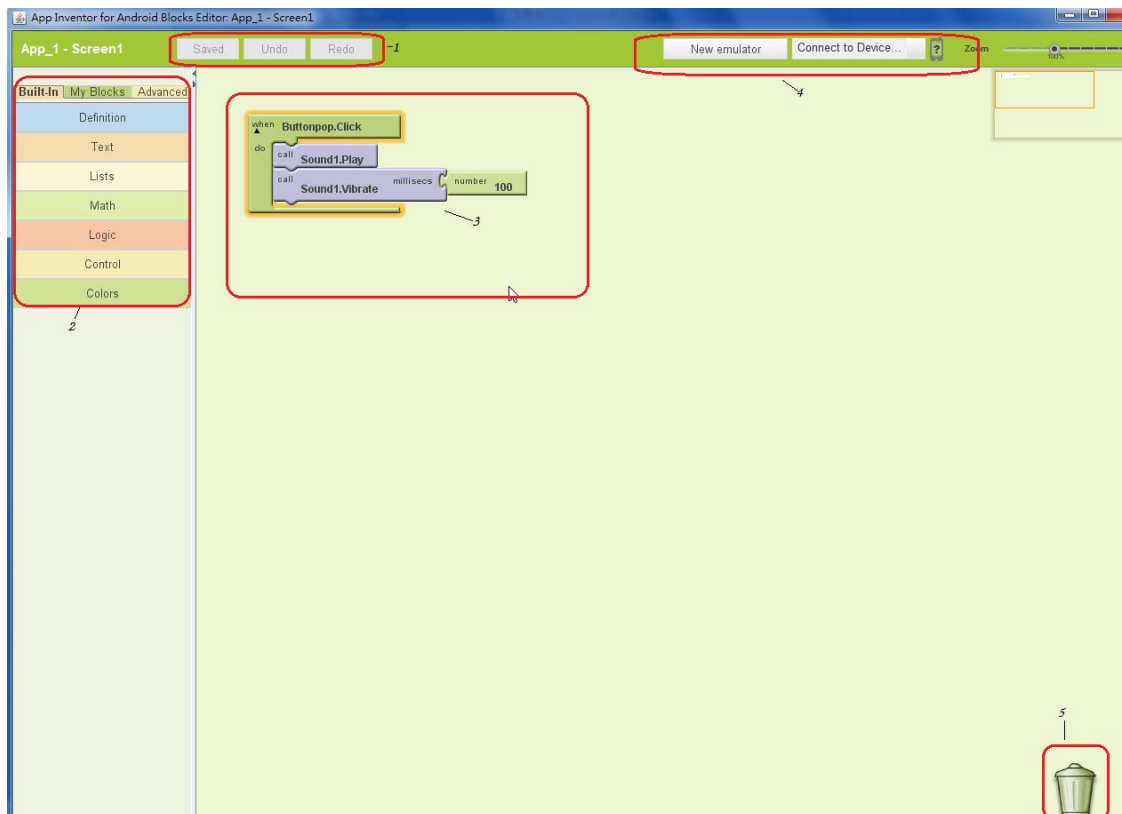 App Inventor for Android Blocks Editor: App_1 - Screen1
App_1 - Screen1 Saved Undo Redo -1 New emulator Connect to Device... ? Zoom 100%
4
Built-In My Blocks Advanced
Definition
Text
Lists
Math
Logic
Control
Colors
2
when Buttonpop.Click
do call Sound1.Play
call Sound1.Vibrate millisecs number 100
3
5